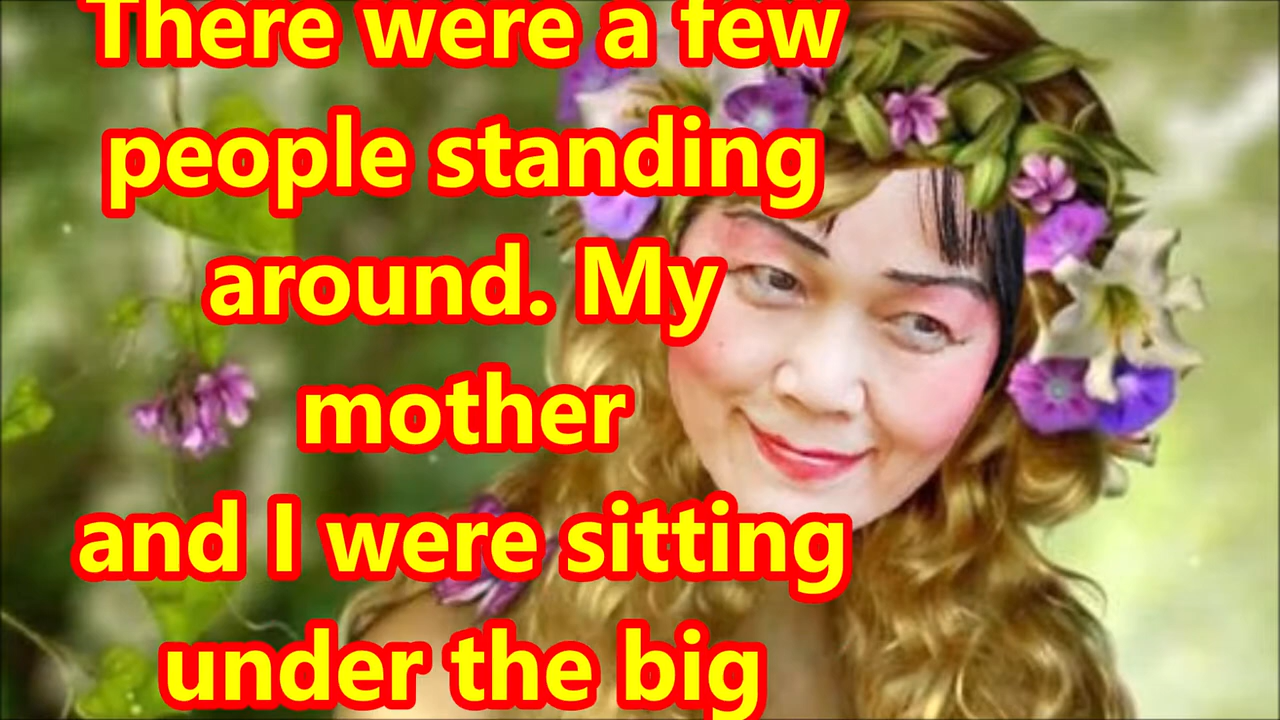 There were a few
people standing
around. My
mother
and I were sitting
under the big